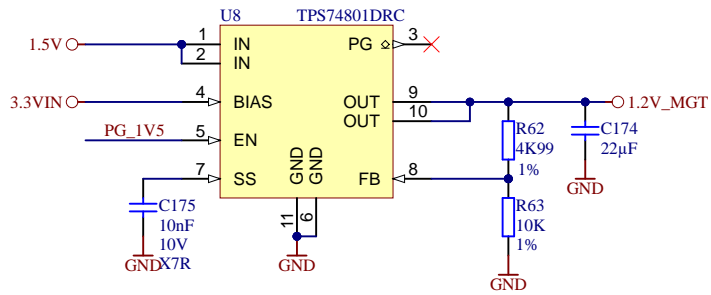 U8 TPS74801DRC
1.5V 1 IN PG 3
2 IN
3.3VIN 4 BIAS OUT 9 1.2V_MGT
OUT 10
PG_1V5 5 EN
R62
4K99
1%
C174
22µF
GND
7 SS GND GND FB 8
C175
10nF
10V
X7R
GND
11 6
GND
R63
10K
1%
GND